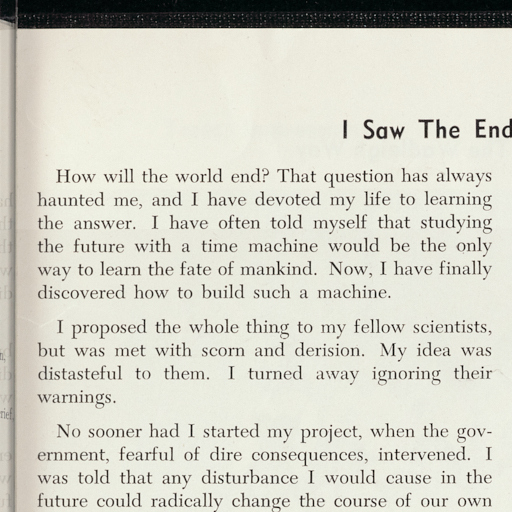 I Saw The End
How will the world end? That question has always
haunted me, and I have devoted my life to learning
the answer. I have often told myself that studying
the future with a time machine would be the only
way to learn the fate of mankind. Now, I have finally
discovered how to build such a machine.
I proposed the whole thing to my fellow scientists,
but was met with scorn and derision. My idea was
distasteful to them. I turned away ignoring their
warnings.
No sooner had I started my project, when the gov-
ernment, fearful of dire consequences, intervened. I
was told that any disturbance I would cause in the
future could radically change the course of our own